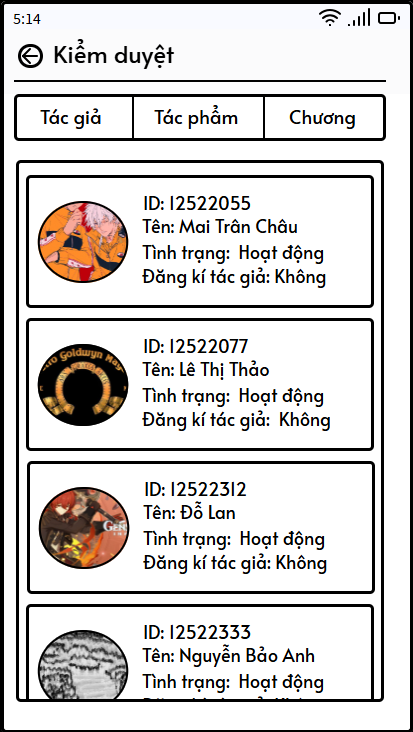 5:14
Kiểm duyệt
Tác giả
Tác phẩm
Chương
ID: 12522055
Tên: Mai Trân Châu
Tình trạng: Hoạt động
Đăng kí tác giả: Không
ro Goldwyn May
ID: 12522077
Tên: Lê Thị Thảo
Tình trạng: Hoạt động
Đăng kí tác giả: Không
GEN
ID: 12522312
Tên: Đỗ Lan
Tình trạng: Hoạt động
Đăng kí tác giả: Không
ID: 12522333
Tên: Nguyễn Bảo Anh
Tình trạng: Hoạt động